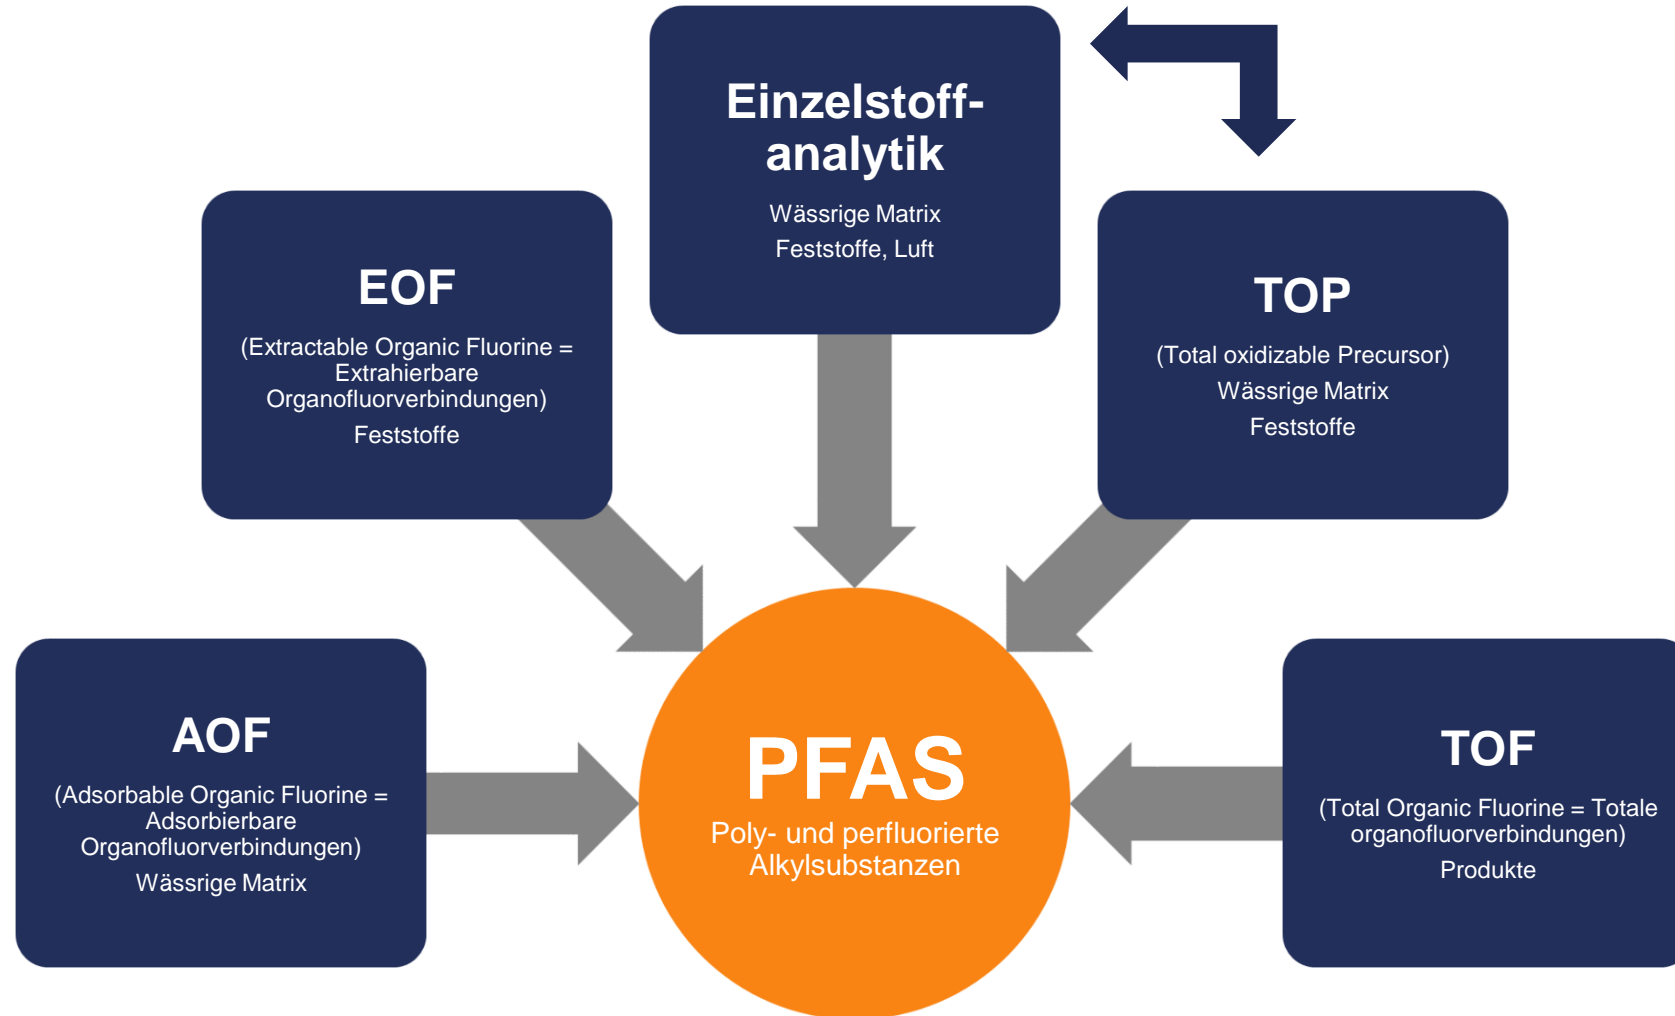 Einzelstoff-
analytik
Wässrige Matrix
Feststoffe, Luft
EOF
(Extractable Organic Fluorine =
Extrahierbare
Organofluorverbindungen)
Feststoffe
TOP
(Total oxidizable Precursor)
Wässrige Matrix
Feststoffe
AOF
(Adsorbable Organic Fluorine =
Adsorbierbare
Organofluorverbindungen)
Wässrige Matrix
PFAS
Poly- und perfluorierte
Alkylsubstanzen
TOF
(Total Organic Fluorine = Totale
organofluorverbindungen)
Produkte